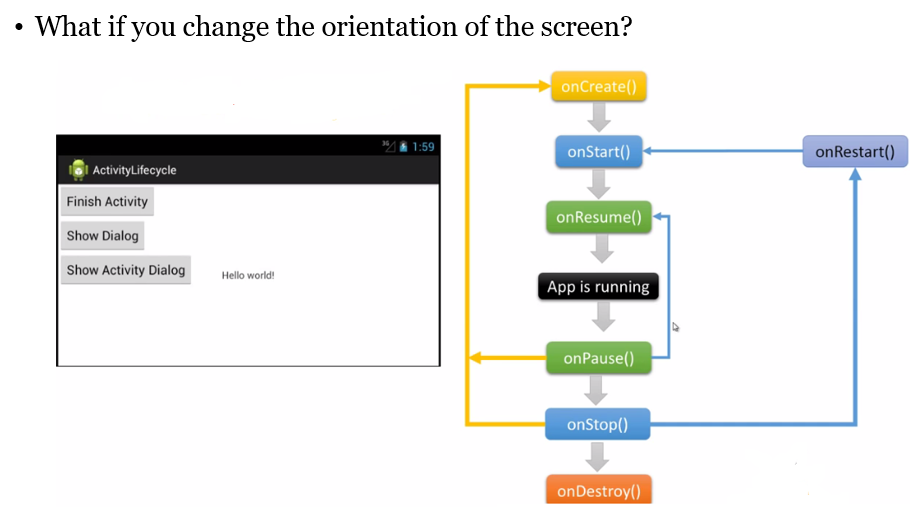 • What if you change the orientation of the screen?
3G 1:59
ActivityLifecycle
Finish Activity
Show Dialog
Show Activity Dialog
Hello world!
onCreate()
onStart()
onRestart()
onResume()
App is running
onPause()
onStop()
onDestroy()